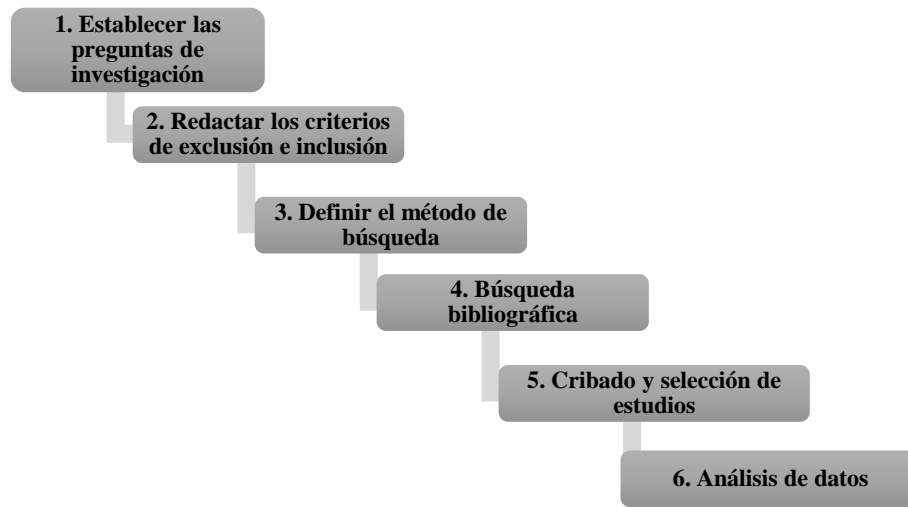 1. Establecer las
preguntas de
investigación
2. Redactar los criterios
de exclusión e inclusión
3. Definir el método de
búsqueda
4. Búsqueda
bibliográfica
5. Cribado y selección de
estudios
6. Análisis de datos